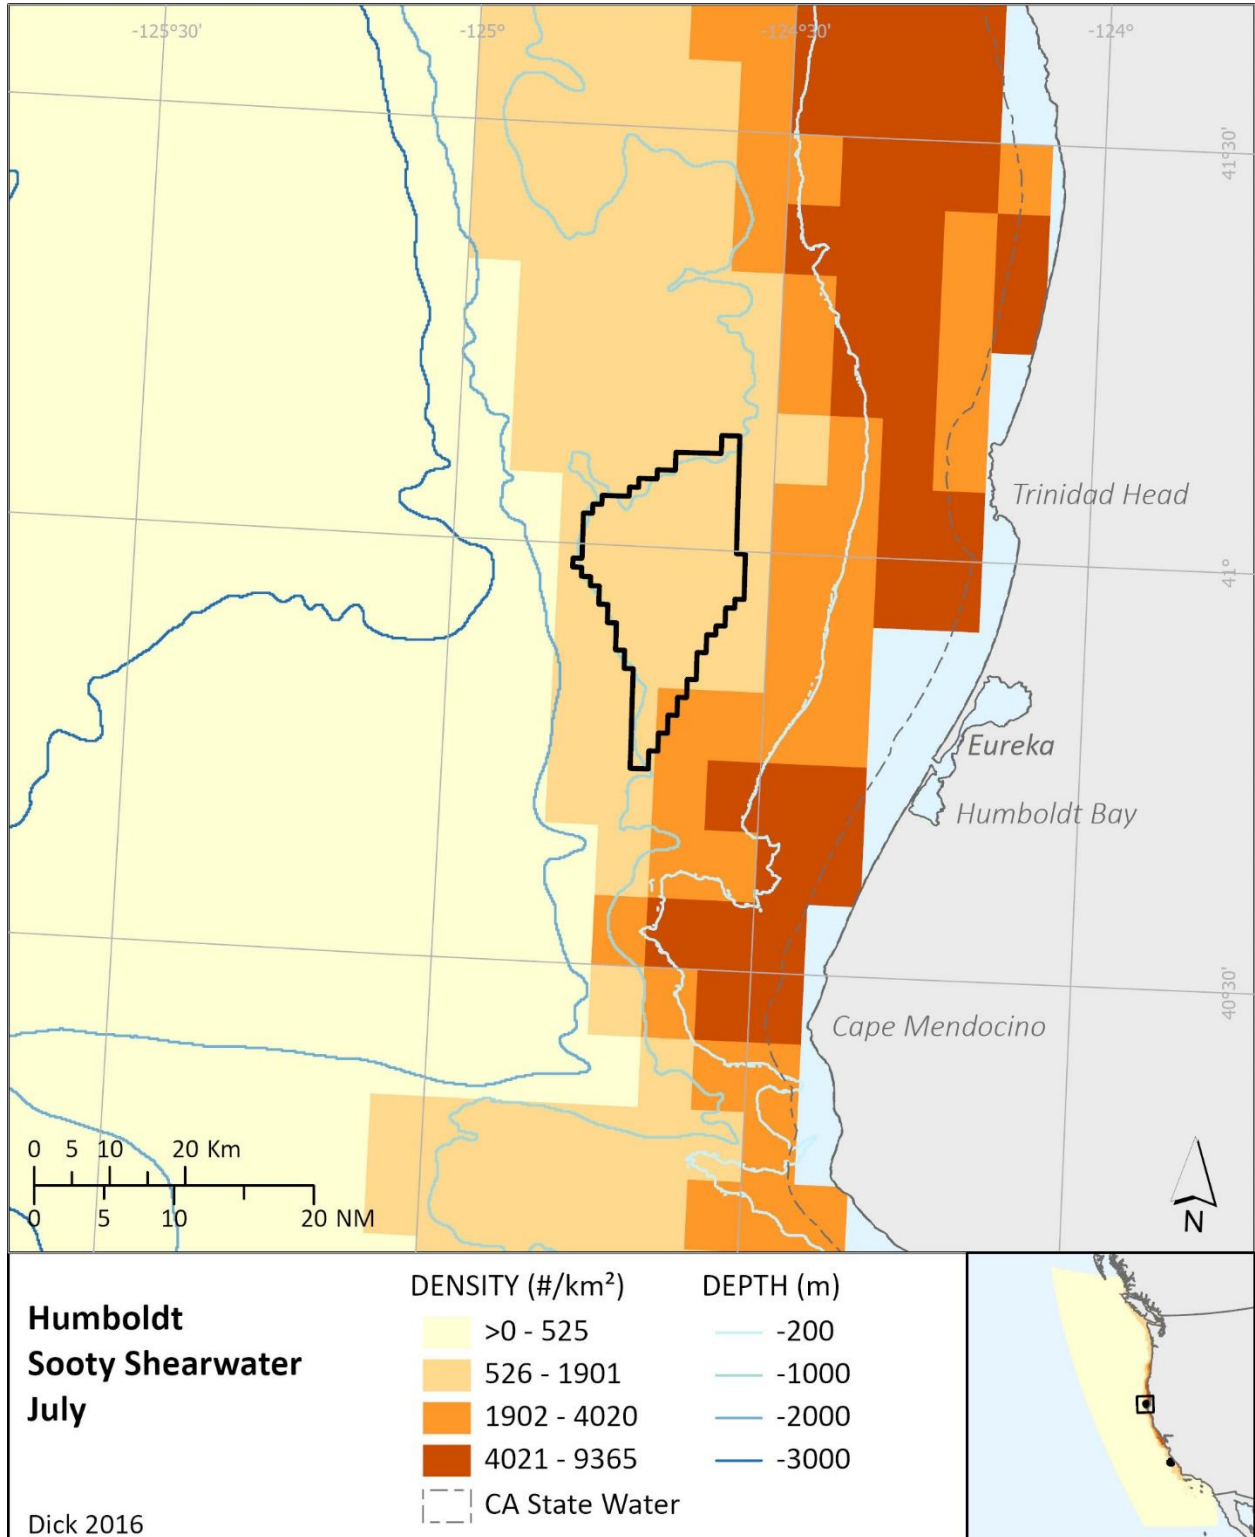 -125°30'
-125°
-124°30'
-124°
41°30'
Trinidad Head
41°
Eureka
Humboldt Bay
40°30'
Cape Mendocino
0 5 10 20 Km
0 5 10 20 NM
N
Humboldt
Sooty Shearwater
July
Dick 2016
DENSITY (#/km²)
>0 - 525
526 - 1901
1902 - 4020
4021 - 9365
CA State Water
DEPTH (m)
-200
-1000
-2000
-3000